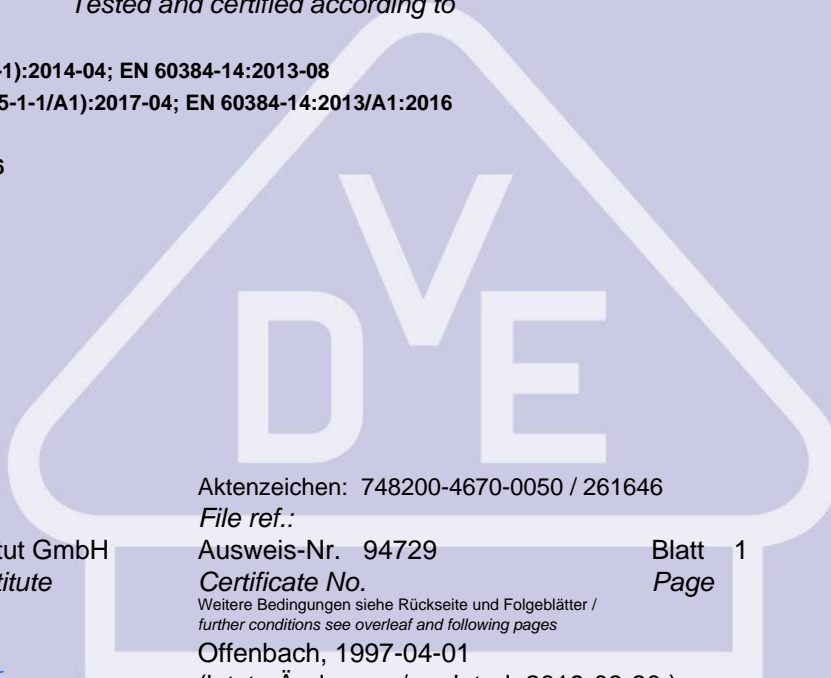 Tested and certified according to
-1):2014-04; EN 60384-14:2013-08
5-1-1/A1):2017-04; EN 60384-14:2013/A1:2016
VDE
Aktenzeichen: 748200-4670-0050 / 261646
File ref.:
tut GmbH Ausweis-Nr. 94729 Blatt 1
titute Certificate No. Page
Weitere Bedingungen siehe Rückseite und Folgeblätter /
further conditions see overleaf and following pages
Offenbach, 1997-04-01